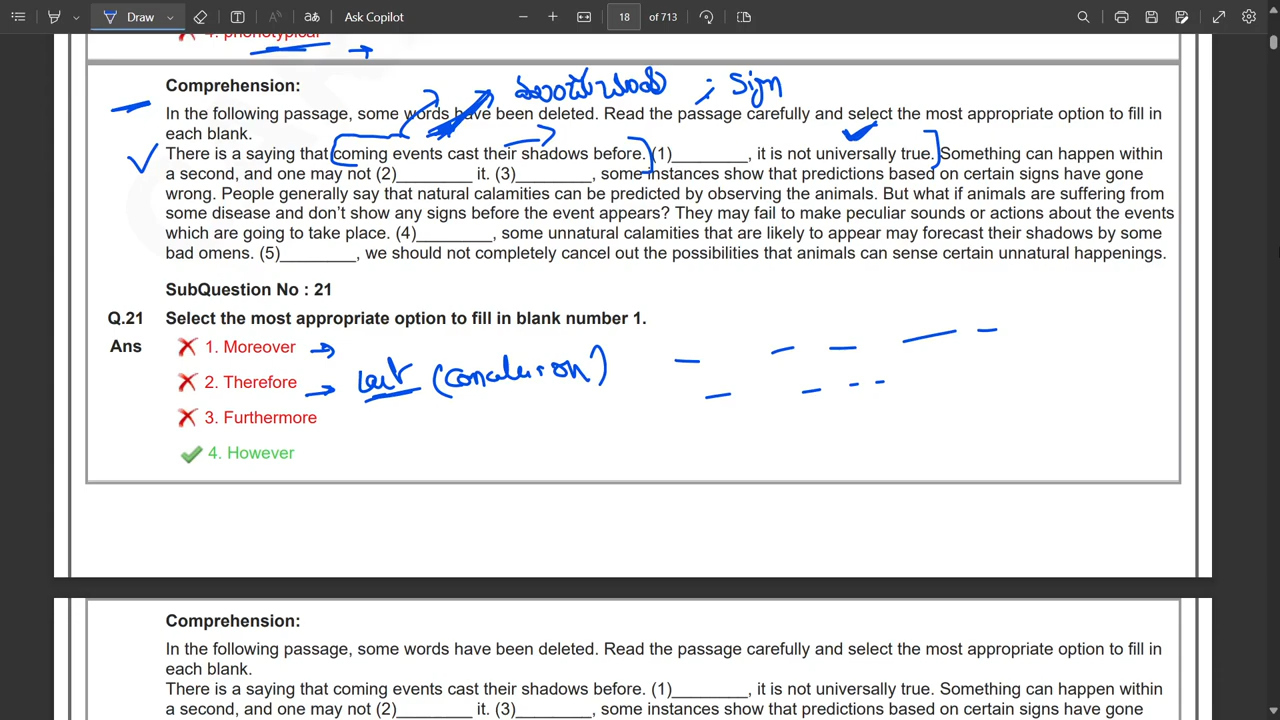 Draw
Ask Copilot
18 of 713
4. phonotypical
Comprehension:
; Sign
In the following passage, some words have been deleted. Read the passage carefully and select the most appropriate option to fill in
each blank.
There is a saying that coming events cast their shadows before. (1)________, it is not universally true. Something can happen within
a second, and one may not (2)________ it. (3)________, some instances show that predictions based on certain signs have gone
wrong. People generally say that natural calamities can be predicted by observing the animals. But what if animals are suffering from
some disease and don't show any signs before the event appears? They may fail to make peculiar sounds or actions about the events
which are going to take place. (4)________, some unnatural calamities that are likely to appear may forecast their shadows by some
bad omens. (5)________, we should not completely cancel out the possibilities that animals can sense certain unnatural happenings.
SubQuestion No : 21
Q.21 Select the most appropriate option to fill in blank number 1.
Ans 1. Moreover
2. Therefore
(conclusion)
3. Furthermore
4. However
Comprehension:
In the following passage, some words have been deleted. Read the passage carefully and select the most appropriate option to fill in
each blank.
There is a saying that coming events cast their shadows before. (1)________, it is not universally true. Something can happen within
a second, and one may not (2)________ it. (3)________, some instances show that predictions based on certain signs have gone